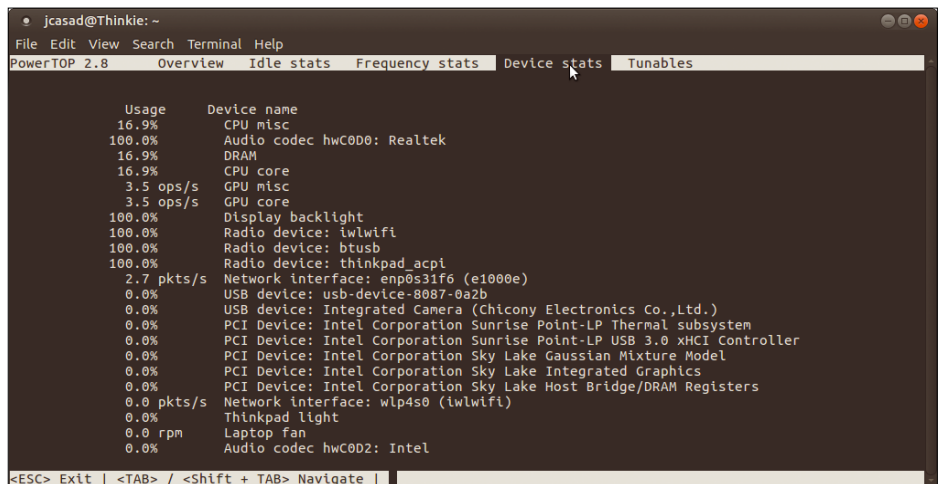 jcasad@Thinkie: ~
File Edit View Search Terminal Help
PowerTOP 2.8 Overview Idle stats Frequency stats Device stats Tunables
Usage Device name
16.9% CPU misc
100.0% Audio codec hwC0D0: Realtek
16.9% DRAM
16.9% CPU core
3.5 ops/s GPU misc
3.5 ops/s GPU core
100.0% Display backlight
100.0% Radio device: iwlwifi
100.0% Radio device: btusb
100.0% Radio device: thinkpad_acpi
2.7 pkts/s Network interface: enp0s31f6 (e1000e)
0.0% USB device: usb-device-8087-0a2b
0.0% USB device: Integrated Camera (Chicony Electronics Co.,Ltd.)
0.0% PCI Device: Intel Corporation Sunrise Point-LP Thermal subsystem
0.0% PCI Device: Intel Corporation Sunrise Point-LP USB 3.0 xHCI Controller
0.0% PCI Device: Intel Corporation Sky Lake Gaussian Mixture Model
0.0% PCI Device: Intel Corporation Sky Lake Integrated Graphics
0.0% PCI Device: Intel Corporation Sky Lake Host Bridge/DRAM Registers
0.0 pkts/s Network interface: wlp4s0 (iwlwifi)
0.0% Thinkpad light
0.0 rpm Laptop fan
0.0% Audio codec hwC0D2: Intel
<ESC> Exit | <TAB> / <Shift + TAB> Navigate |